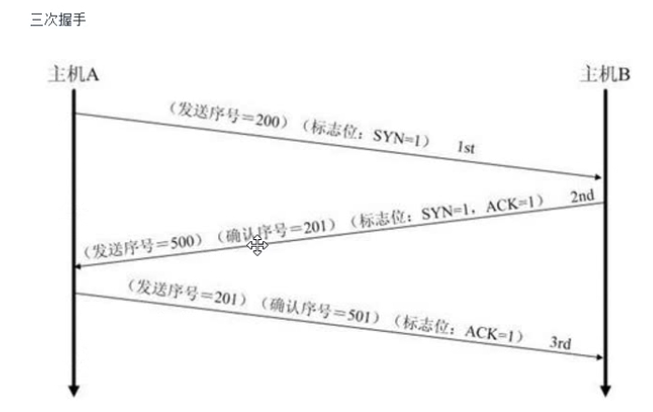 三次握手
主机A
主机B
（发送序号＝200）（标志位：SYN=1） 1st
（发送序号＝500）（确认序号＝201）（标志位：SYN=1，ACK=1） 2nd
（发送序号＝201）（确认序号＝501）（标志位：ACK=1） 3rd